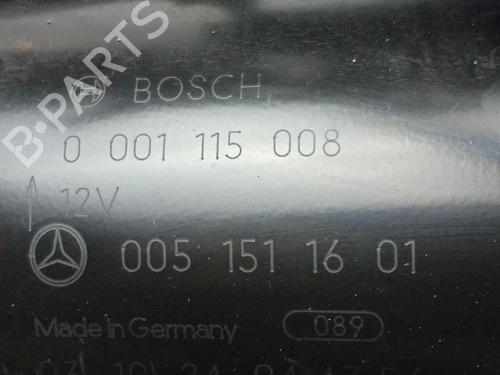 BOSCH
0 001 115 008
12V
005 151 16 01
Made in Germany 089
B-PARTS